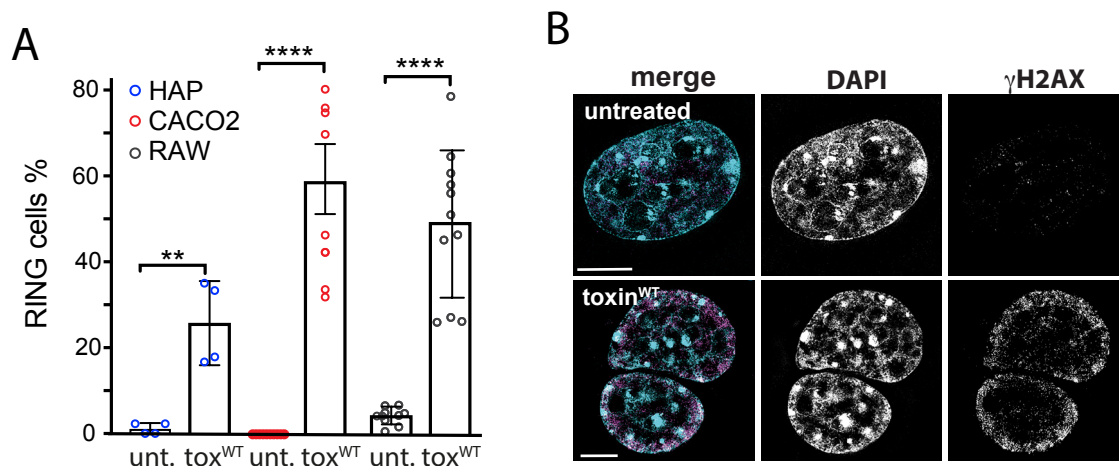 A
RING cells %
80
60
40
20
0
HAP
CACO2
RAW
**
****
****
unt. tox^WT unt. tox^WT unt. tox^WT
B
merge DAPI γH2AX
untreated
toxin^WT